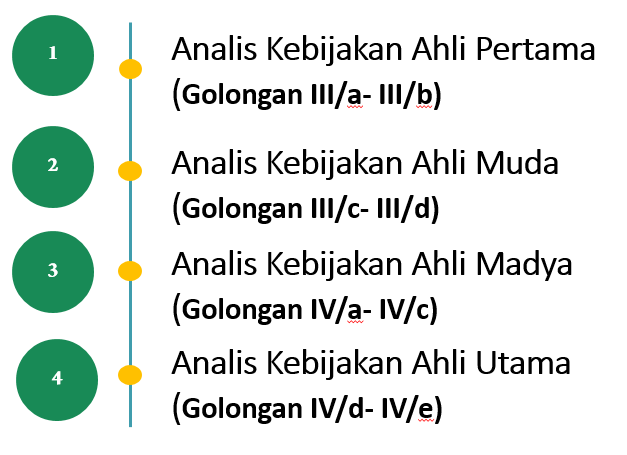 1
Analis Kebijakan Ahli Pertama
(Golongan III/a- III/b)
2
Analis Kebijakan Ahli Muda
(Golongan III/c- III/d)
3
Analis Kebijakan Ahli Madya
(Golongan IV/a- IV/c)
4
Analis Kebijakan Ahli Utama
(Golongan IV/d- IV/e)